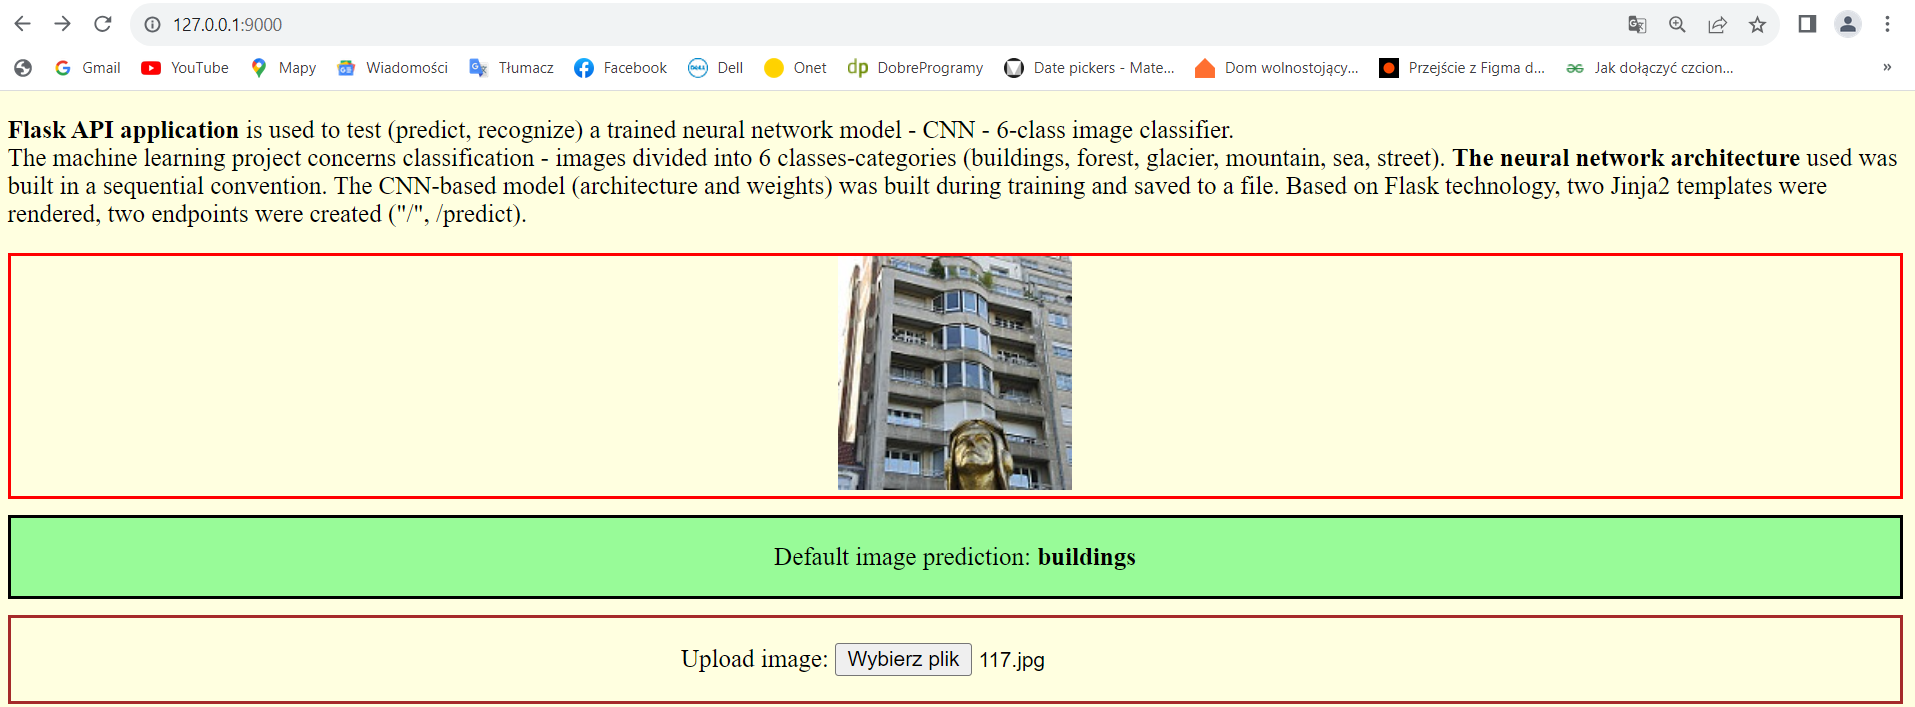 127.0.0.1:9000
Gmail YouTube Mapy Wiadomości Tłumacz Facebook Dell Onet dp DobreProgramy Date pickers - Mate... Dom wolnostojący... Przejście z Figma d... Jak dołączyć czcion... »
Flask API application is used to test (predict, recognize) a trained neural network model - CNN - 6-class image classifier.
The machine learning project concerns classification - images divided into 6 classes-categories (buildings, forest, glacier, mountain, sea, street). The neural network architecture used was
built in a sequential convention. The CNN-based model (architecture and weights) was built during training and saved to a file. Based on Flask technology, two Jinja2 templates were
rendered, two endpoints were created ("/", /predict).
Default image prediction: buildings
Upload image: Wybierz plik 117.jpg